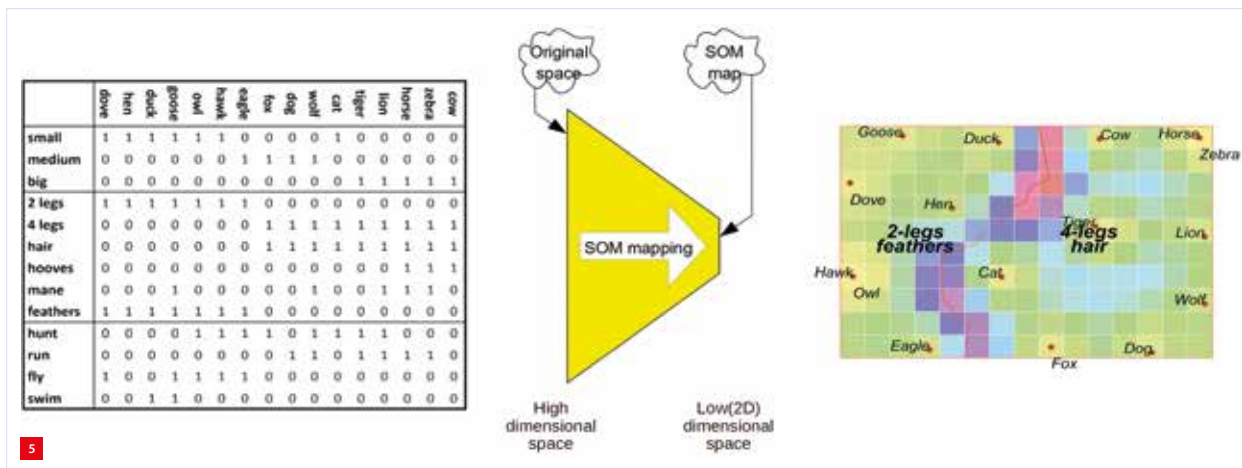 dove hen duck goose owl hawk eagle fox dog wolf cat tiger lion horse zebra cow
small 1 1 1 1 1 1 0 0 0 0 1 0 0 0 0 0
medium 0 0 0 0 0 0 1 1 1 1 0 0 0 0 0 0
big 0 0 0 0 0 0 0 0 0 0 0 1 1 1 1 1
2 legs 1 1 1 1 1 1 1 0 0 0 0 0 0 0 0 0
4 legs 0 0 0 0 0 0 0 1 1 1 1 1 1 1 1 1
hair 0 0 0 0 0 0 0 1 1 1 1 1 1 1 1 1
hooves 0 0 0 0 0 0 0 0 0 0 0 0 0 1 1 1
mane 0 0 0 1 0 0 0 0 0 1 0 0 1 1 1 0
feathers 1 1 1 1 1 1 1 0 0 0 0 0 0 0 0 0
hunt 0 0 0 0 1 1 1 1 0 1 1 1 1 0 0 0
run 0 0 0 0 0 0 0 0 1 1 0 1 1 1 1 0
fly 1 0 0 1 1 1 1 0 0 0 0 0 0 0 0 0
swim 0 0 1 1 0 0 0 0 0 0 0 0 0 0 0 0
Original
space
SOM
map
SOM mapping
High
dimensional
space
Low(2D)
dimensional
space
Goose
Duck
Cow
Horse
Zebra
Dove
Hen
Tiger
2-legs
feathers
4-legs
hair
Lion
Hawk
Cat
Owl
Wolf
Eagle
Fox
Dog
5